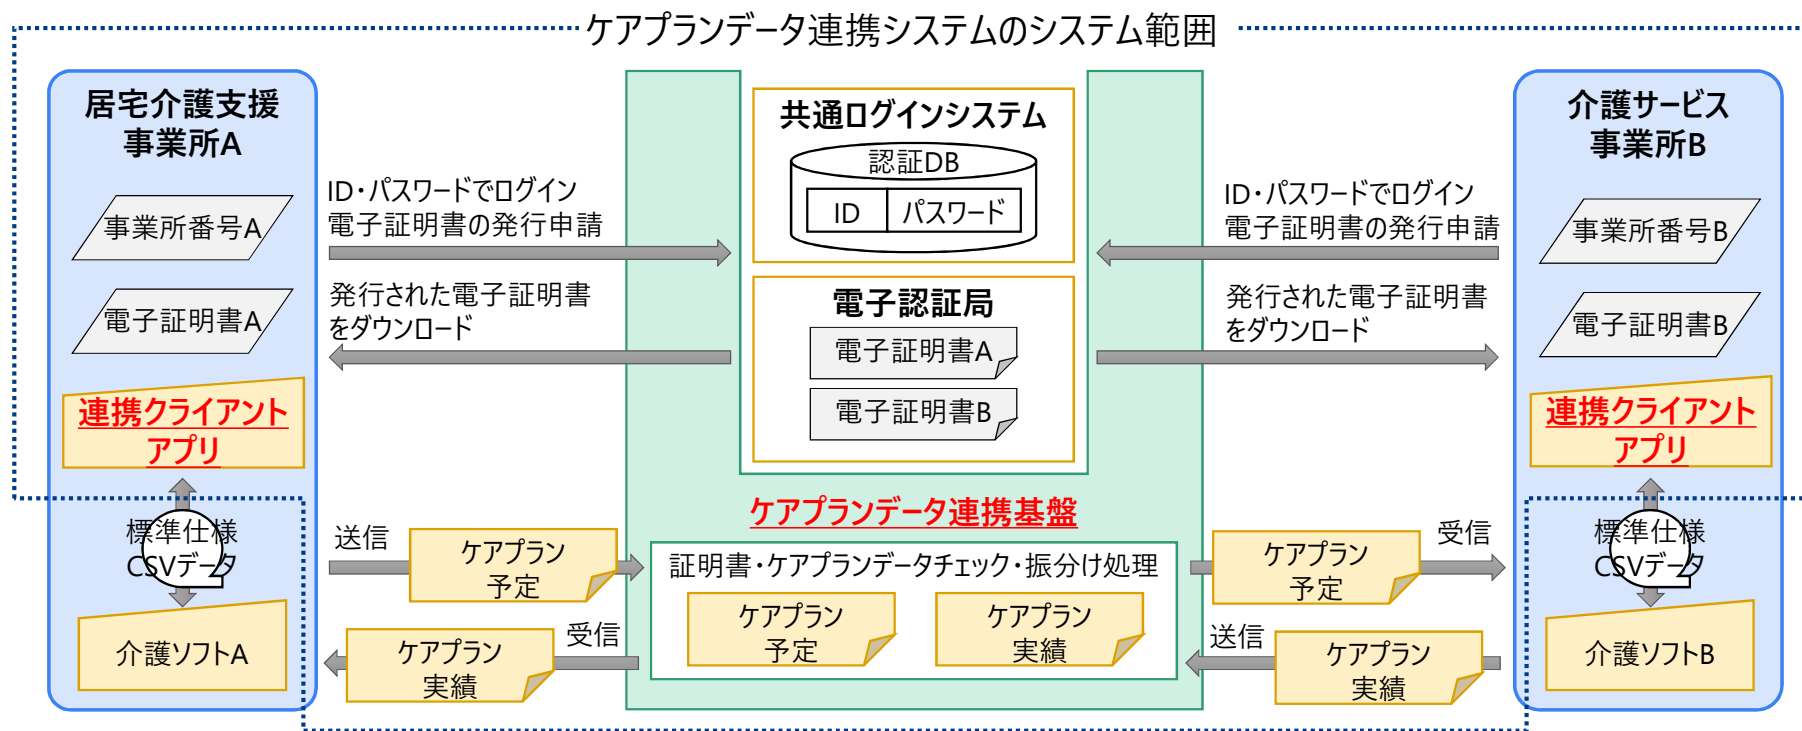 ケアプランデータ連携システムのシステム範囲
居宅介護支援
事業所A
事業所番号A
電子証明書A
連携クライアント
アプリ
標準仕様
CSVデータ
介護ソフトA
ID・パスワードでログイン
電子証明書の発行申請
発行された電子証明書
をダウンロード
送信
ケアプラン
予定
受信
ケアプラン
実績
共通ログインシステム
認証DB
ID
パスワード
電子認証局
電子証明書A
電子証明書B
ケアプランデータ連携基盤
証明書・ケアプランデータチェック・振分け処理
ケアプラン
予定
ケアプラン
実績
ID・パスワードでログイン
電子証明書の発行申請
発行された電子証明書
をダウンロード
ケアプラン
予定
受信
送信
ケアプラン
実績
介護サービス
事業所B
事業所番号B
電子証明書B
連携クライアント
アプリ
標準仕様
CSVデータ
介護ソフトB